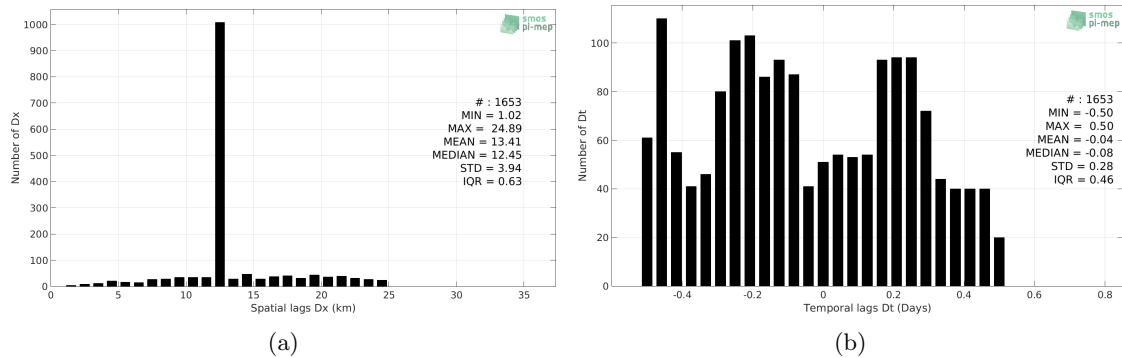 smos
pi-mep
1000
900
800
700
600
500
400
300
200
100
0
Number of Dx
# : 1653
MIN = 1.02
MAX = 24.89
MEAN = 13.41
MEDIAN = 12.45
STD = 3.94
IQR = 0.63
0 5 10 15 20 25 30 35
Spatial lags Dx (km)
(a)
smos
pi-mep
100
80
60
40
20
0
Number of Dt
# : 1653
MIN = -0.50
MAX = 0.50
MEAN = -0.04
MEDIAN = -0.08
STD = 0.28
IQR = 0.46
-0.4 -0.2 0 0.2 0.4 0.6 0.8
Temporal lags Dt (Days)
(b)